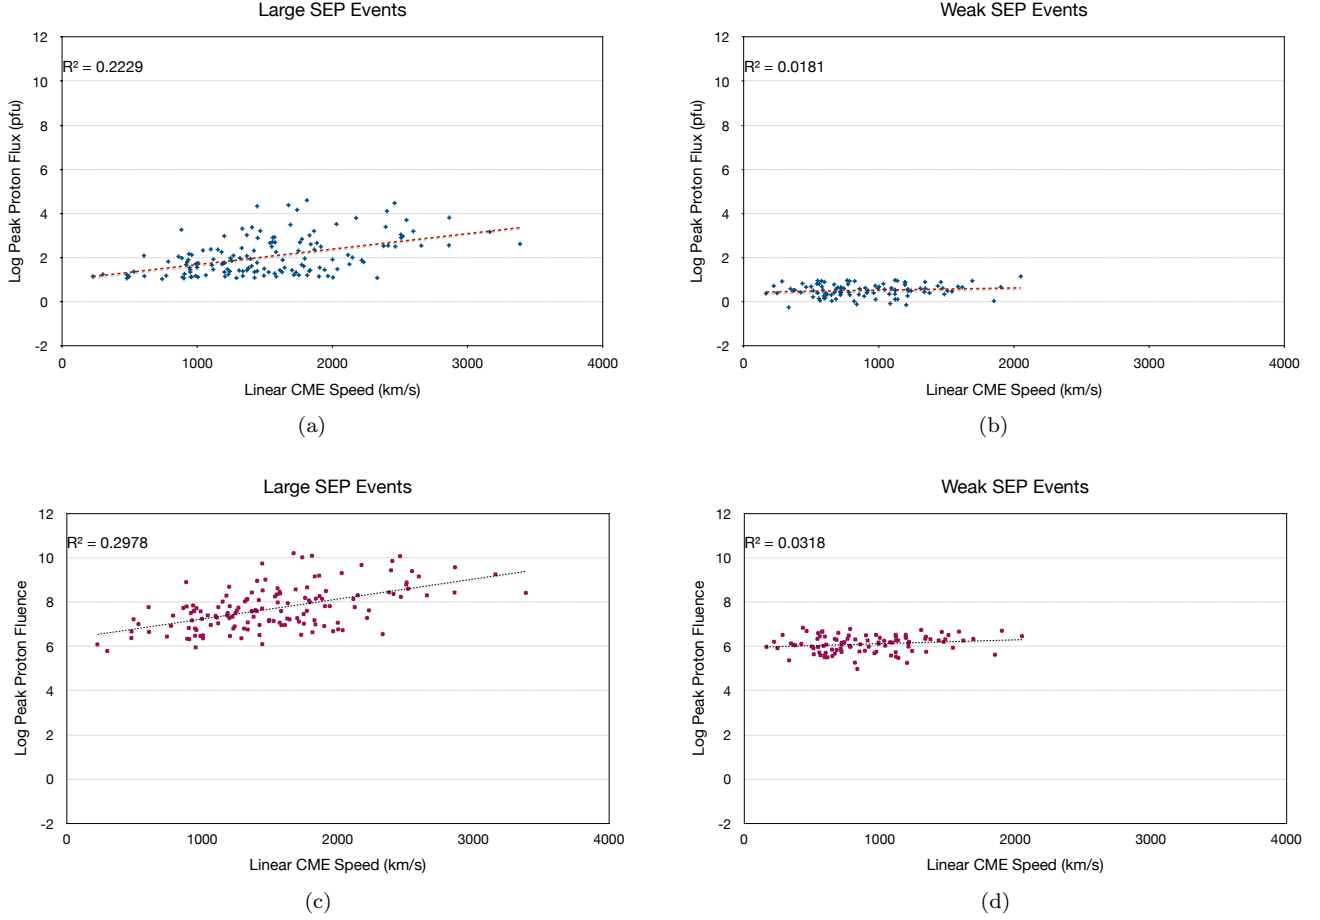 Large SEP Events
12
10
8
6
4
2
0
-2
R² = 0.2229
Log Peak Proton Flux (pfu)
0 1000 2000 3000 4000
Linear CME Speed (km/s)
(a)
Weak SEP Events
12
10
8
6
4
2
0
-2
R² = 0.0181
Log Peak Proton Flux (pfu)
0 1000 2000 3000 4000
Linear CME Speed (km/s)
(b)
Large SEP Events
12
10
8
6
4
2
0
-2
R² = 0.2978
Log Peak Proton Fluence
0 1000 2000 3000 4000
Linear CME Speed (km/s)
(c)
Weak SEP Events
12
10
8
6
4
2
0
-2
R² = 0.0318
Log Peak Proton Fluence
0 1000 2000 3000 4000
Linear CME Speed (km/s)
(d)